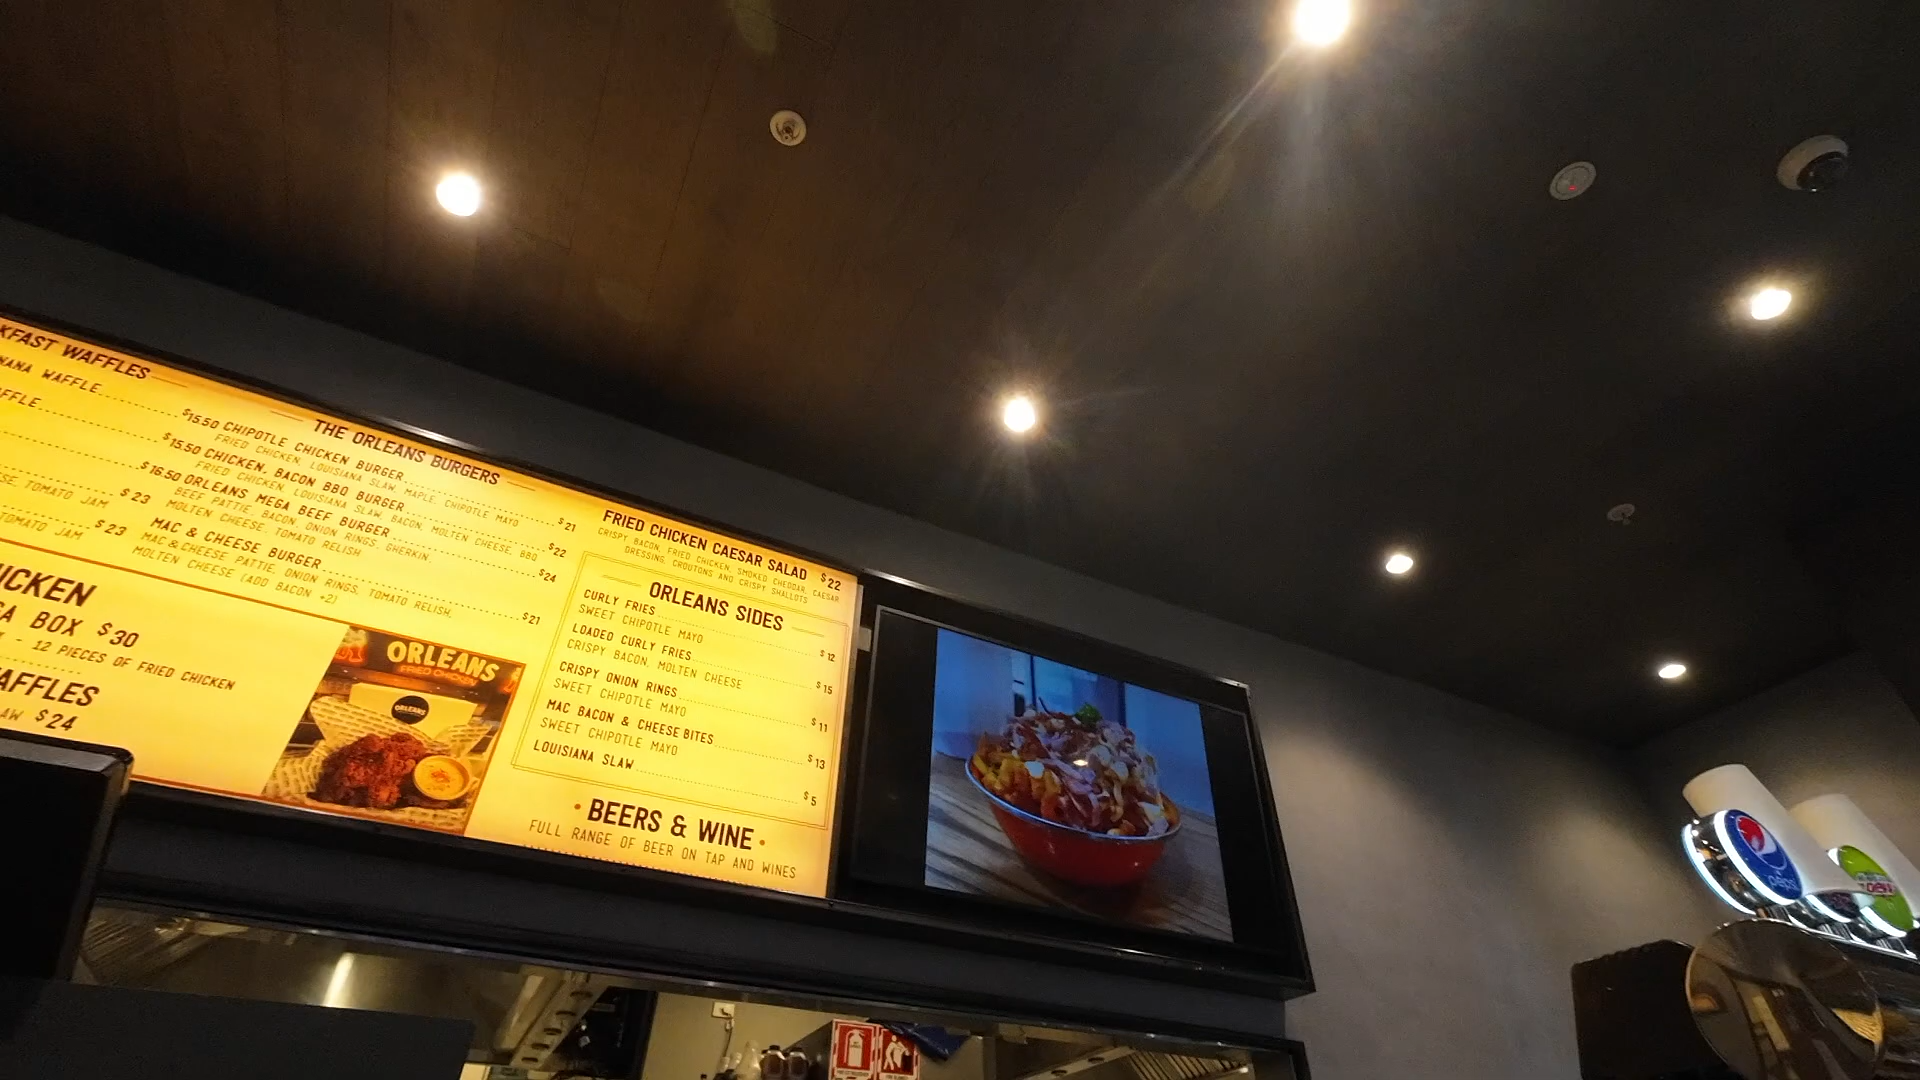 KFAST WAFFLES
NANA WAFFLE $15.50
AFFLE $15.50
$16.50
SE TOMATO JAM $23
TOMATO JAM $23
ICKEN
GA BOX $30
- 12 PIECES OF FRIED CHICKEN
AFFLES
AW $24
THE ORLEANS BURGERS
CHIPOTLE CHICKEN BURGER $21
FRIED CHICKEN, LOUISIANA SLAW, MAPLE, CHIPOTLE MAYO
CHICKEN, BACON BBQ BURGER $22
FRIED CHICKEN, LOUISIANA SLAW, BACON, MOLTEN CHEESE, BBQ
ORLEANS MEGA BEEF BURGER $24
BEEF PATTIE, BACON, ONION RINGS, GHERKIN,
MOLTEN CHEESE, TOMATO RELISH
MAC & CHEESE BURGER $21
MAC & CHEESE PATTIE, ONION RINGS, TOMATO RELISH,
MOLTEN CHEESE (ADD BACON +2)
ORLEANS
FRIED CHICKEN
ORLEANS
FRIED CHICKEN CAESAR SALAD $22
CRISPY BACON, FRIED CHICKEN, SMOKED CHEDDAR, CAESAR
DRESSING, CROUTONS AND CRISPY SHALLOTS
ORLEANS SIDES
CURLY FRIES $12
SWEET CHIPOTLE MAYO
LOADED CURLY FRIES $15
CRISPY BACON, MOLTEN CHEESE
CRISPY ONION RINGS $11
SWEET CHIPOTLE MAYO
MAC BACON & CHEESE BITES $13
SWEET CHIPOTLE MAYO
LOUISIANA SLAW $5
• BEERS & WINE •
FULL RANGE OF BEER ON TAP AND WINES
pepsi